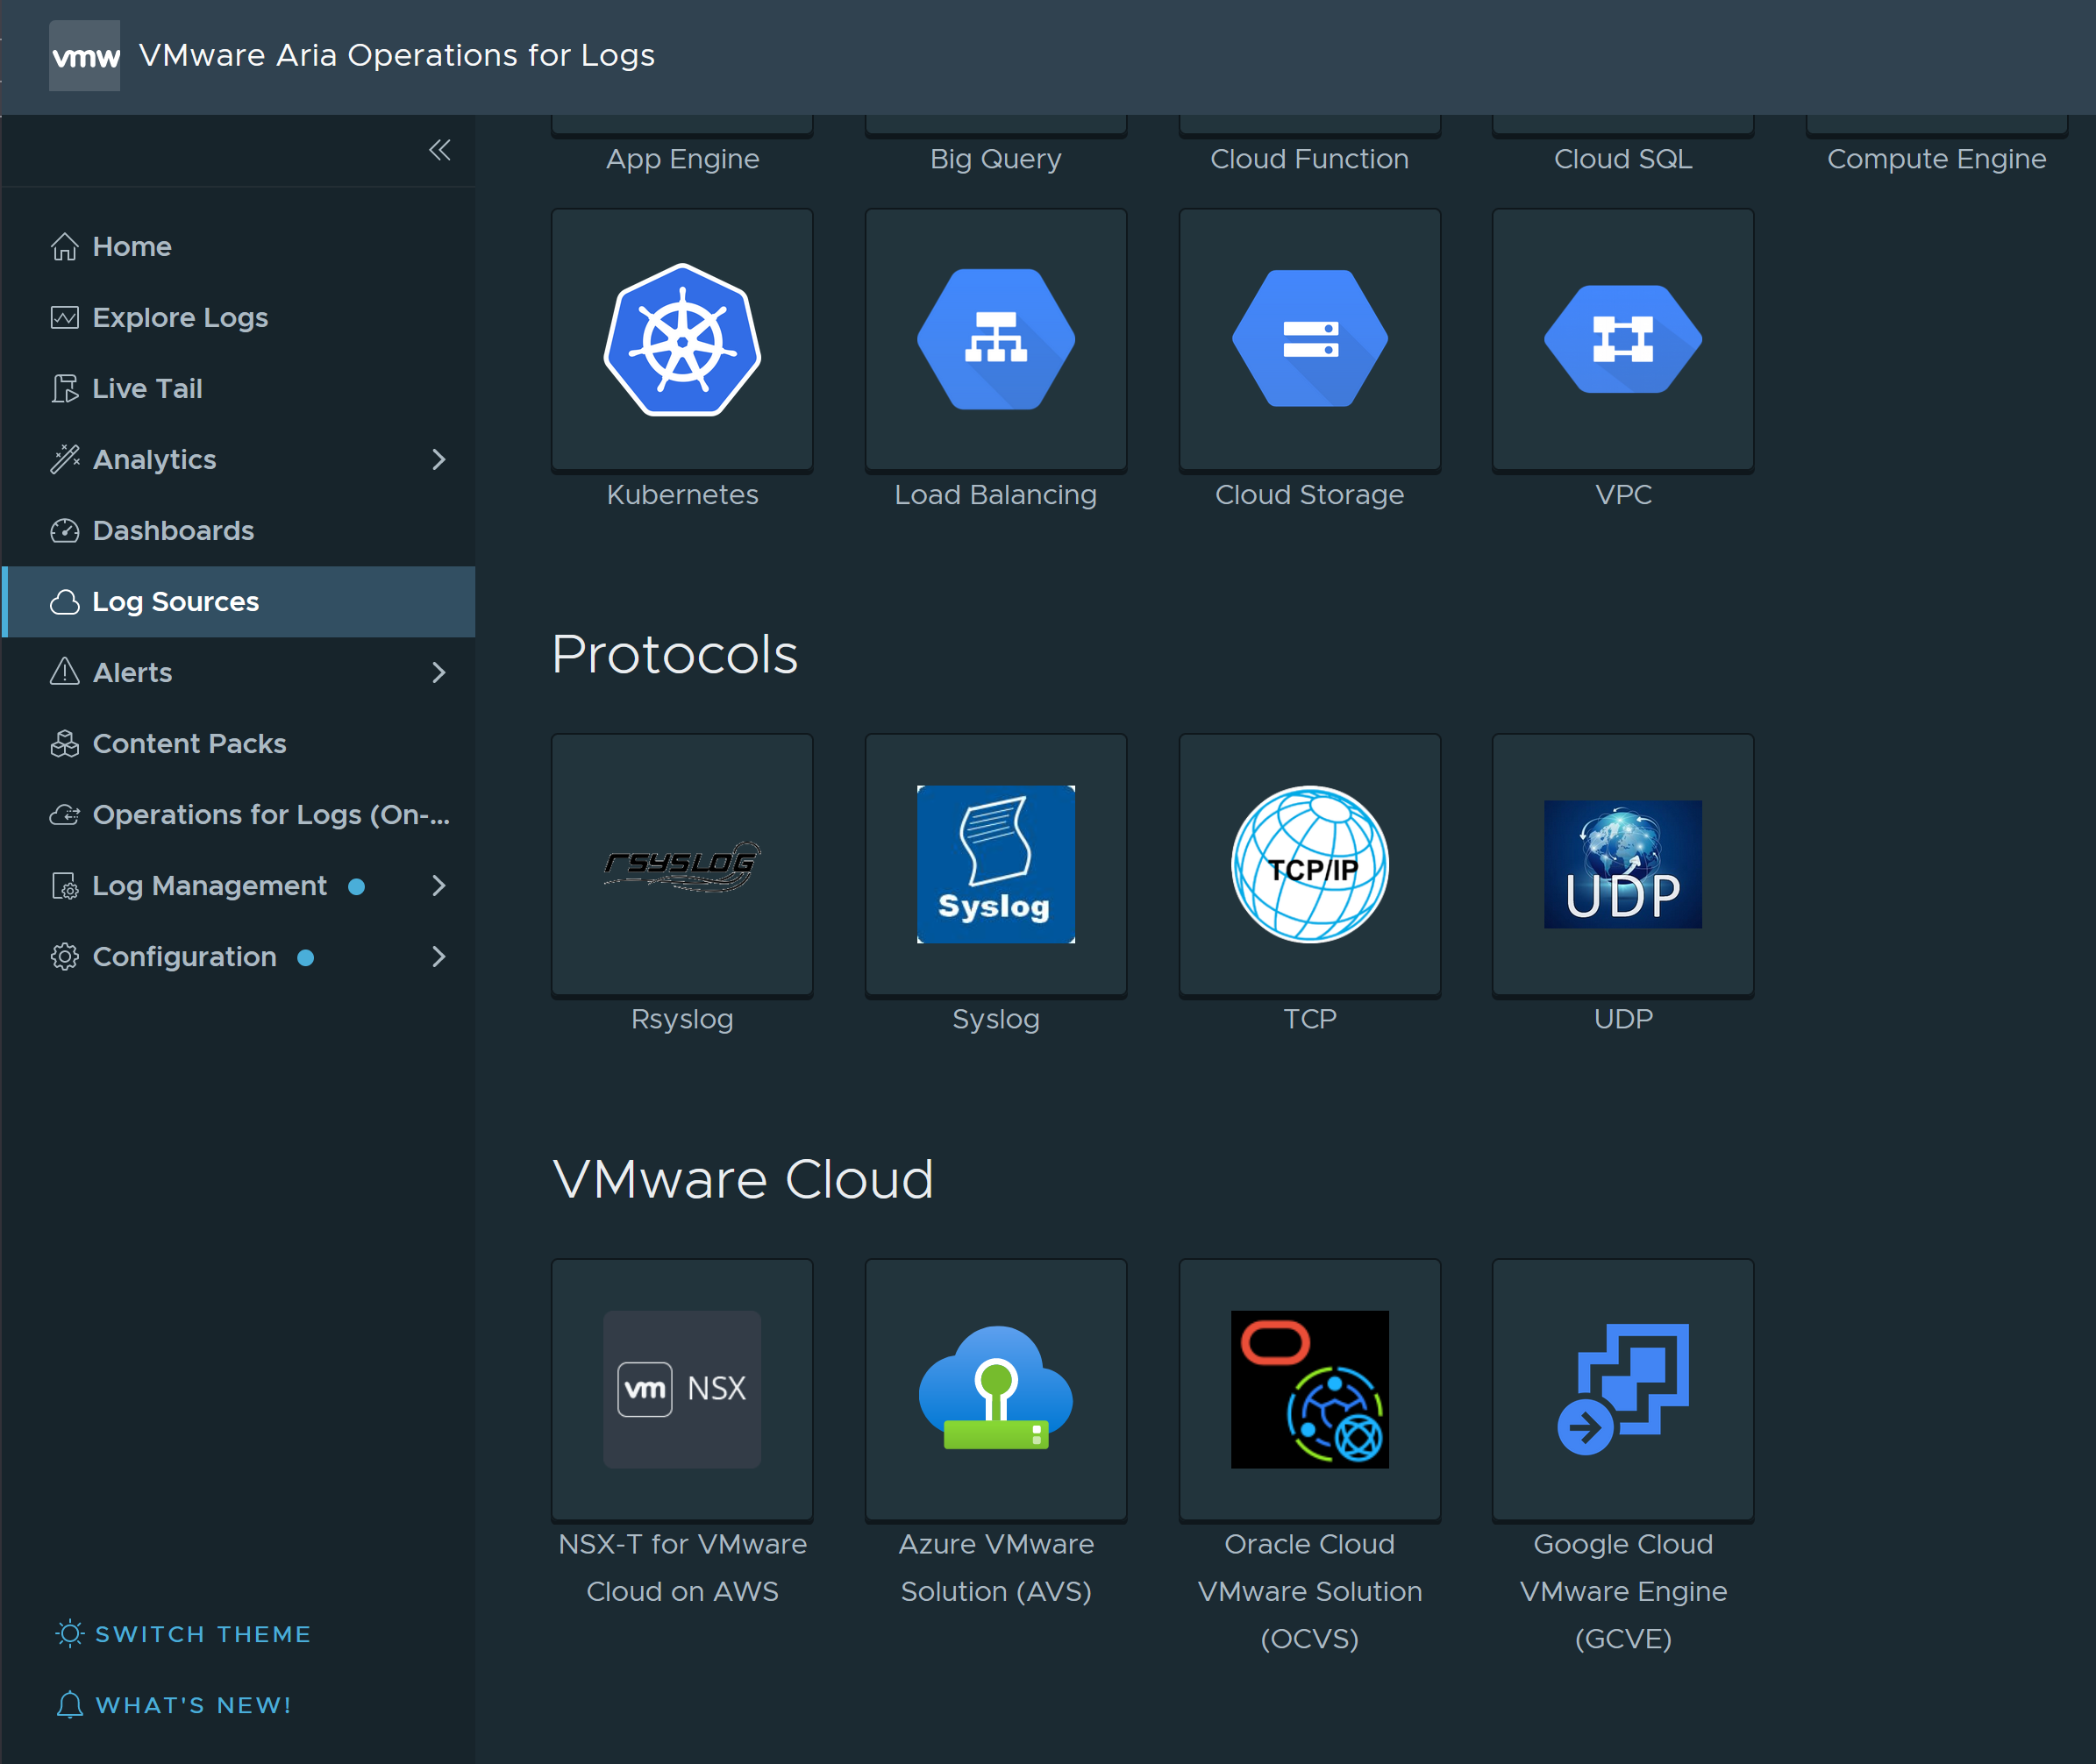 vmw VMware Aria Operations for Logs
Home
Explore Logs
Live Tail
Analytics
Dashboards
Log Sources
Alerts
Content Packs
Operations for Logs (On-...
Log Management
Configuration
SWITCH THEME
WHAT'S NEW!
App Engine Big Query Cloud Function Cloud SQL Compute Engine
Kubernetes Load Balancing Cloud Storage VPC
Protocols
RSYSLOG Syslog TCP/IP UDP
Rsyslog Syslog TCP UDP
VMware Cloud
vm NSX
NSX-T for VMware
Cloud on AWS
Azure VMware
Solution (AVS)
Oracle Cloud
VMware Solution
(OCVS)
Google Cloud
VMware Engine
(GCVE)